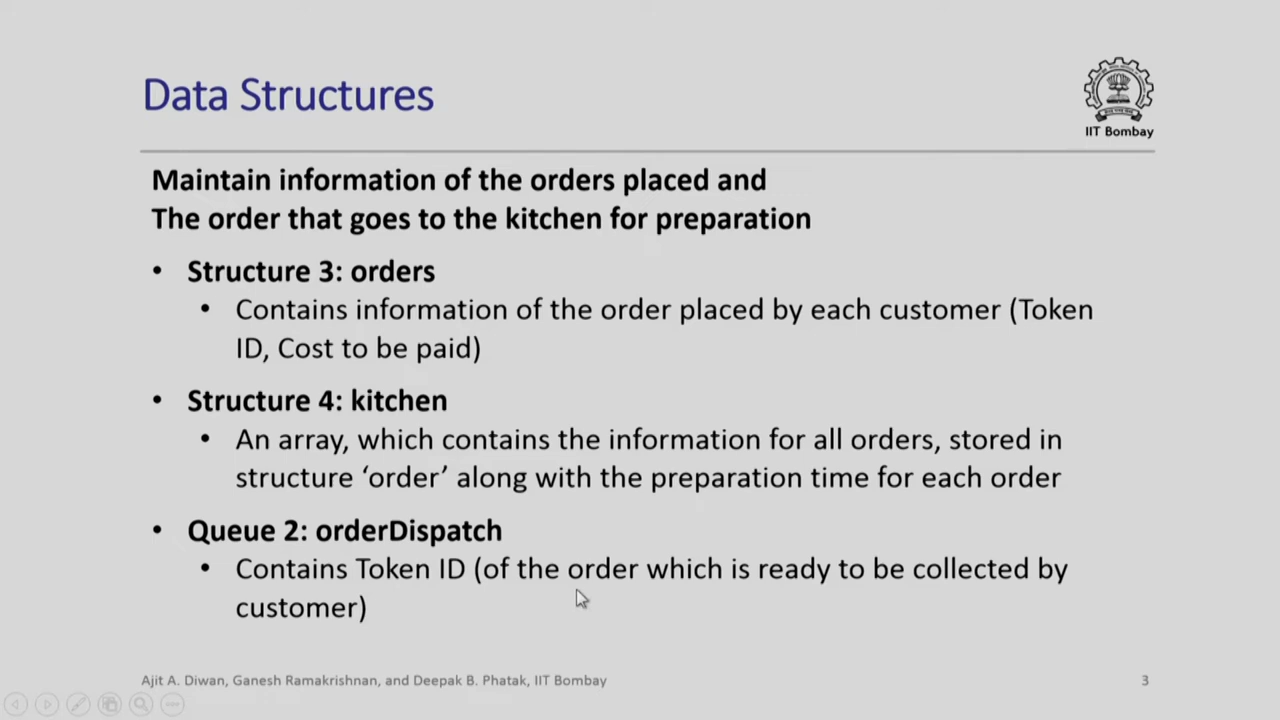 Data Structures
IIT Bombay
Maintain information of the orders placed and
The order that goes to the kitchen for preparation
• Structure 3: orders
• Contains information of the order placed by each customer (Token
ID, Cost to be paid)
• Structure 4: kitchen
• An array, which contains the information for all orders, stored in
structure ‘order’ along with the preparation time for each order
• Queue 2: orderDispatch
• Contains Token ID (of the order which is ready to be collected by
customer)
Ajit A. Diwan, Ganesh Ramakrishnan, and Deepak B. Phatak, IIT Bombay
3